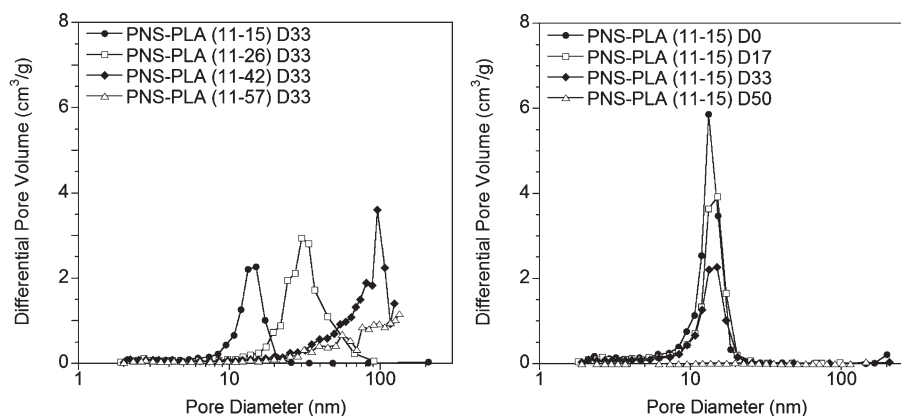 PNS-PLA (11-15) D33
PNS-PLA (11-26) D33
PNS-PLA (11-42) D33
PNS-PLA (11-57) D33
8
6
4
2
0
1
10
100
Differential Pore Volume (cm³/g)
Pore Diameter (nm)
PNS-PLA (11-15) D0
PNS-PLA (11-15) D17
PNS-PLA (11-15) D33
PNS-PLA (11-15) D50
8
6
4
2
0
1
10
100
Differential Pore Volume (cm³/g)
Pore Diameter (nm)